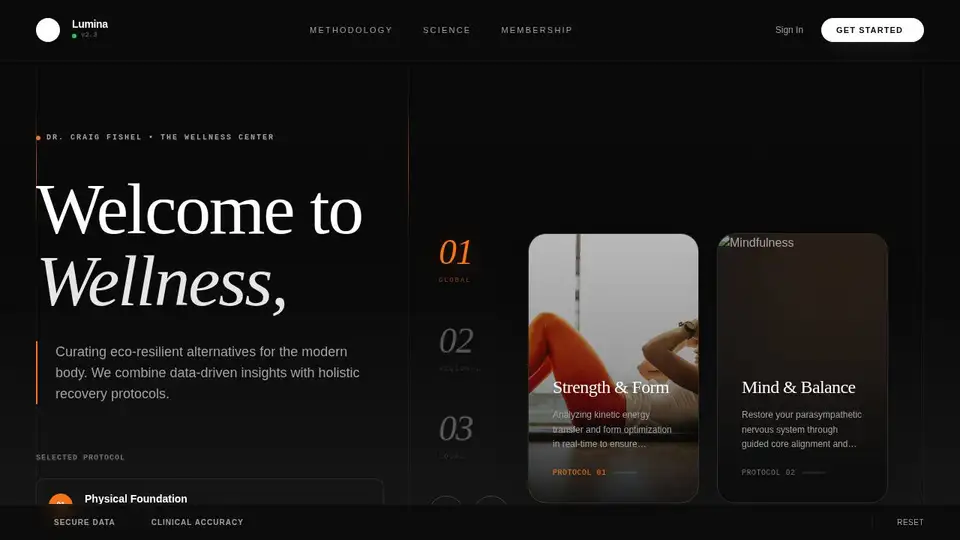 Lumina
v2.3
METHODOLOGY
SCIENCE
MEMBERSHIP
Sign In
GET STARTED
DR. CRAIG FISHEL • THE WELLNESS CENTER
Welcome to
Wellness,
Curating eco-resilient alternatives for the modern
body. We combine data-driven insights with holistic
recovery protocols.
SELECTED PROTOCOL
Physical Foundation
01
GLOBAL
02
03
Strength & Form
Analyzing kinetic energy
transfer and form optimization
in real-time to ensure…
PROTOCOL 01
Mindfulness
Mind & Balance
Restore your parasympathetic
nervous system through
guided core alignment and…
PROTOCOL 02
SECURE DATA
CLINICAL ACCURACY
RESET